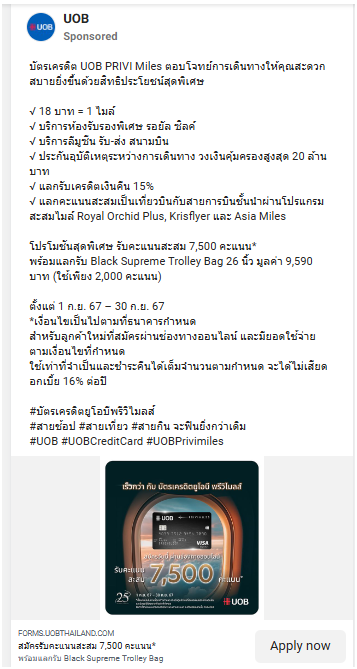 UOB
UOB
Sponsored
บัตรเครดิต UOB PRIVI Miles ตอบโจทย์การเดินทางให้คุณสะดวก
สบายยิ่งขึ้นด้วยสิทธิประโยชน์สุดพิเศษ
√ 18 บาท = 1 ไมล์
√ บริการห้องรับรองพิเศษ รอยัล ซิลค์
√ บริการลีมูซีน รับ-ส่ง สนามบิน
√ ประกันอุบัติเหตุระหว่างการเดินทาง วงเงินคุ้มครองสูงสุด 20 ล้าน
บาท
√ แลกรับเครดิตเงินคืน 15%
√ แลกคะแนนสะสมเป็นเที่ยวบินกับสายการบินชั้นนำผ่านโปรแกรม
สะสมไมล์ Royal Orchid Plus, Krisflyer และ Asia Miles
โปรโมชันสุดพิเศษ รับคะแนนสะสม 7,500 คะแนน*
พร้อมแลกรับ Black Supreme Trolley Bag 26 นิ้ว มูลค่า 9,590
บาท (ใช้เพียง 2,000 คะแนน)
ตั้งแต่ 1 ก.ย. 67 – 30 ก.ย. 67
*เงื่อนไขเป็นไปตามที่ธนาคารกำหนด
สำหรับลูกค้าใหม่ที่สมัครผ่านช่องทางออนไลน์ และมียอดใช้จ่าย
ตามเงื่อนไขที่กำหนด
ใช้เท่าที่จำเป็นและชำระคืนได้เต็มจำนวนตามกำหนด จะได้ไม่เสียดี
อกเบี้ย 16% ต่อปี
#บัตรเครดิตยูโอบีพรีวิไมลส์
#สายช้อป #สายเที่ยว #สายกิน จะฟินยิ่งกว่าเดิม
#UOB #UOBCreditCard #UOBPrivimiles
เร็วกว่า กับ บัตรเครดิตยูโอบี พรีวิไมลส์
UOB
VISA
รับคะแนน
สะสม 7,500 คะแนน*
25
UOB
FORMS.UOBTHAILAND.COM
สมัครรับคะแนนสะสม 7,500 คะแนน*
พร้อมแลกรับ Black Supreme Trolley Bag
Apply now